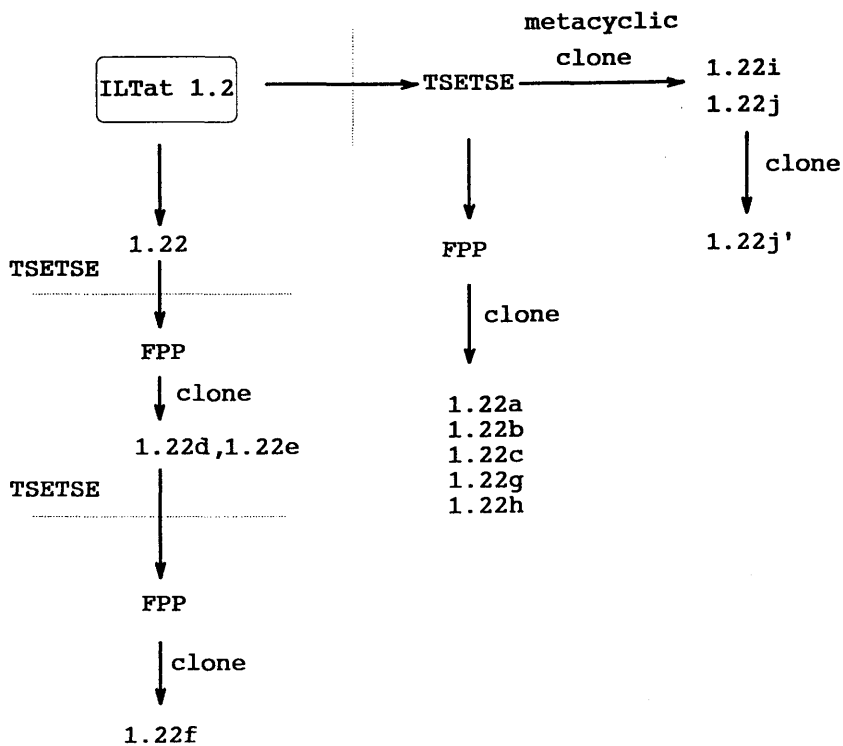 metacyclic
clone
ILTat 1.2
TSETSE
1.22i
1.22j
clone
1.22j'
1.22
TSETSE
FPP
clone
1.22d,1.22e
TSETSE
FPP
clone
1.22f
FPP
clone
1.22a
1.22b
1.22c
1.22g
1.22h